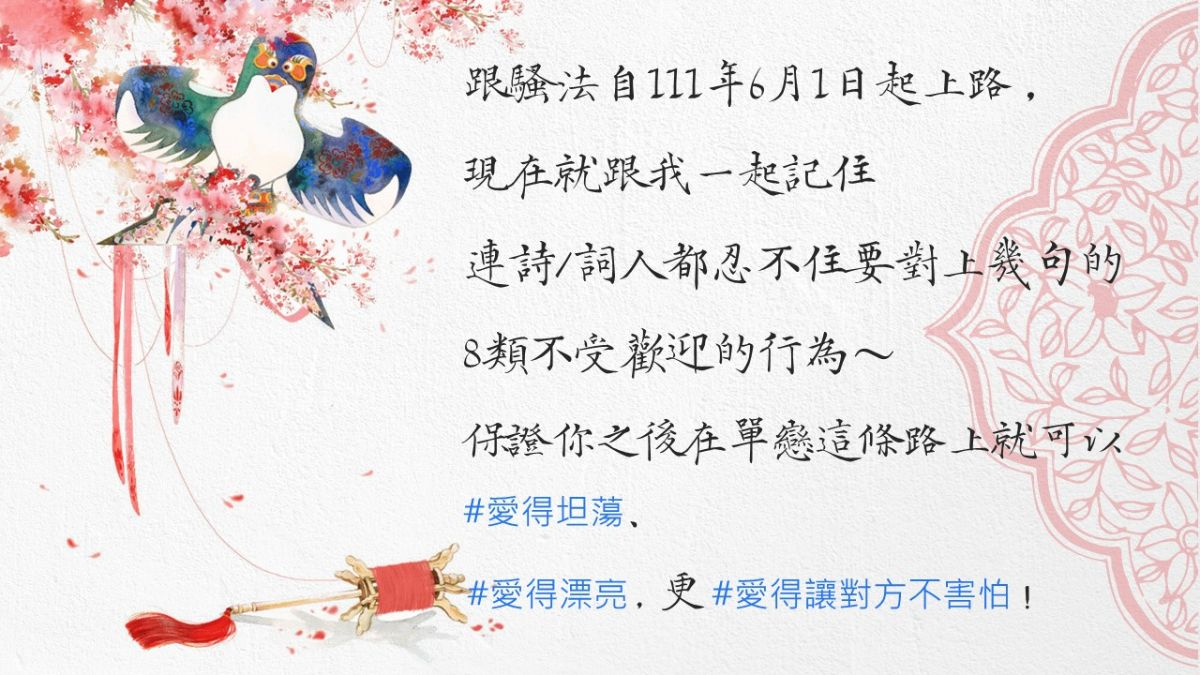 跟騷法自111年6月1日起上路，
現在就跟我一起記住
連詩/詞人都忍不住要對上幾句的
8類不受歡迎的行為～
保證你之後在單戀這條路上就可以
#愛得坦蕩、
#愛得漂亮，更 #愛得讓對方不害怕！